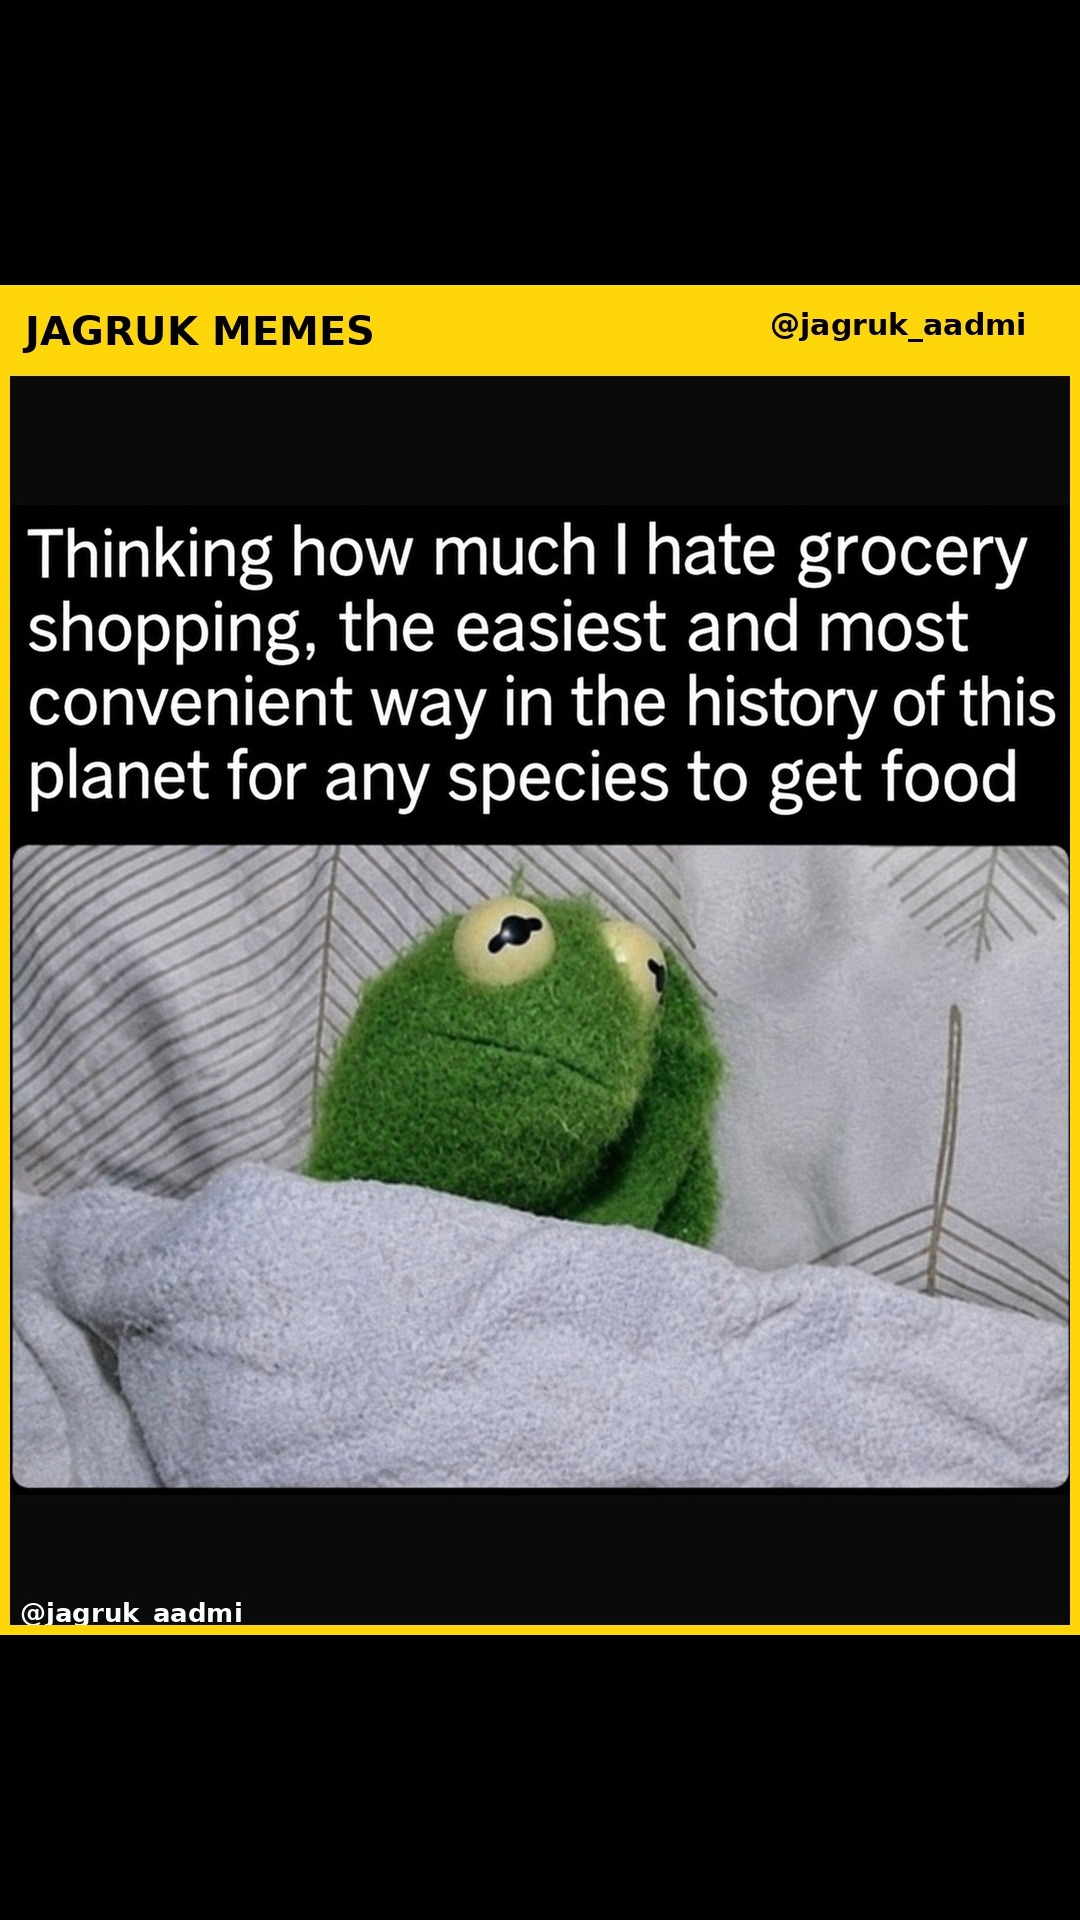 JAGRUK MEMES
@jagruk_aadmi
Thinking how much I hate grocery
shopping, the easiest and most
convenient way in the history of this
planet for any species to get food
@jagruk_aadmi